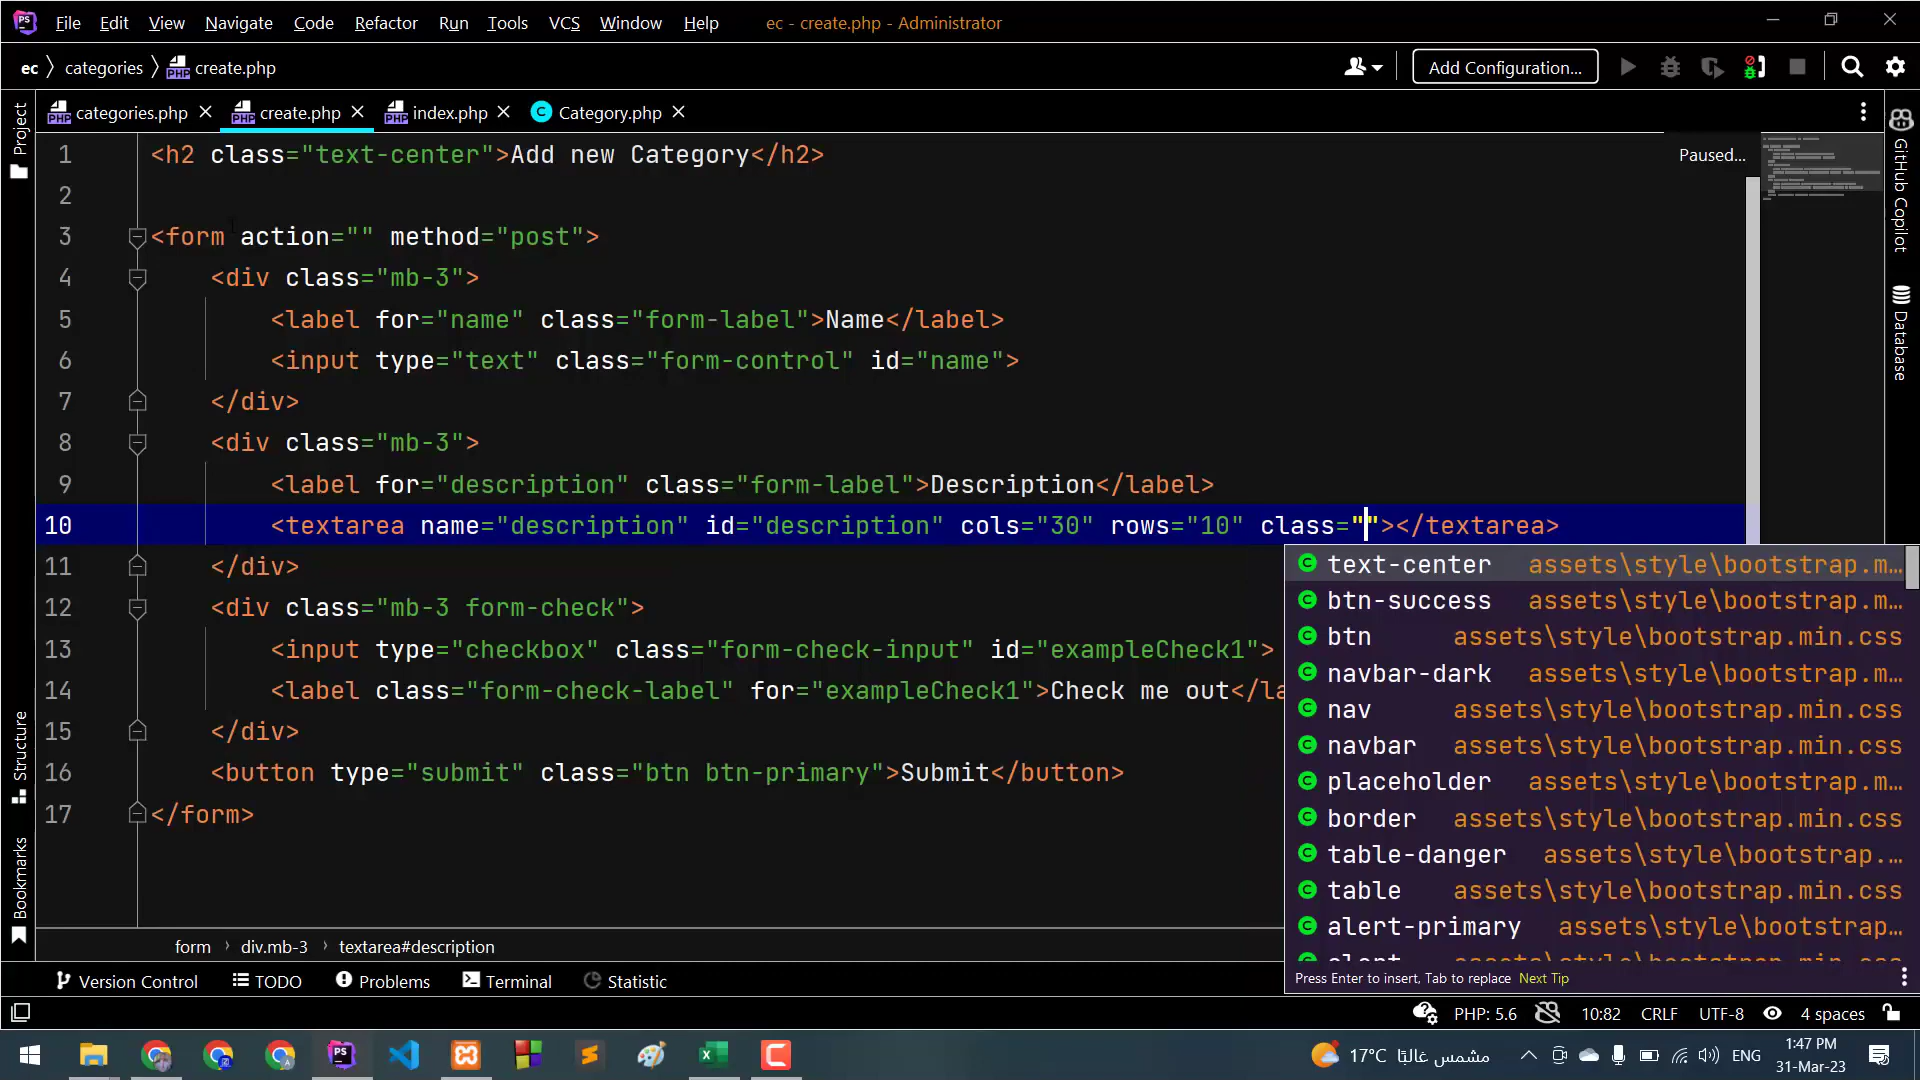 PS File Edit View Navigate Code Refactor Run Tools VCS Window Help ec - create.php - Administrator
ec categories create.php Add Configuration...
categories.php create.php index.php Category.php
Project
Structure
Bookmarks
1 <h2 class="text-center">Add new Category</h2> Paused...
2
3 <form action="" method="post">
4 <div class="mb-3">
5 <label for="name" class="form-label">Name</label>
6 <input type="text" class="form-control" id="name">
7 </div>
8 <div class="mb-3">
9 <label for="description" class="form-label">Description</label>
10 <textarea name="description" id="description" cols="30" rows="10" class=""></textarea>
11 </div>
12 <div class="mb-3 form-check">
13 <input type="checkbox" class="form-check-input" id="exampleCheck1">
14 <label class="form-check-label" for="exampleCheck1">Check me out</la
15 </div>
16 <button type="submit" class="btn btn-primary">Submit</button>
17 </form>
text-center assets\style\bootstrap.m...
btn-success assets\style\bootstrap.m...
btn assets\style\bootstrap.min.css
navbar-dark assets\style\bootstrap.m...
nav assets\style\bootstrap.min.css
navbar assets\style\bootstrap.min.css
placeholder assets\style\bootstrap.m...
border assets\style\bootstrap.min.css
table-danger assets\style\bootstrap....
table assets\style\bootstrap.min.css
alert-primary assets\style\bootstrap...
Press Enter to insert, Tab to replace Next Tip
GitHub Copilot
Database
form div.mb-3 textarea#description
Version Control TODO Problems Terminal Statistic
PHP: 5.6 10:82 CRLF UTF-8 4 spaces
17°C مشمس غالبًا ENG 1:47 PM
31-Mar-23